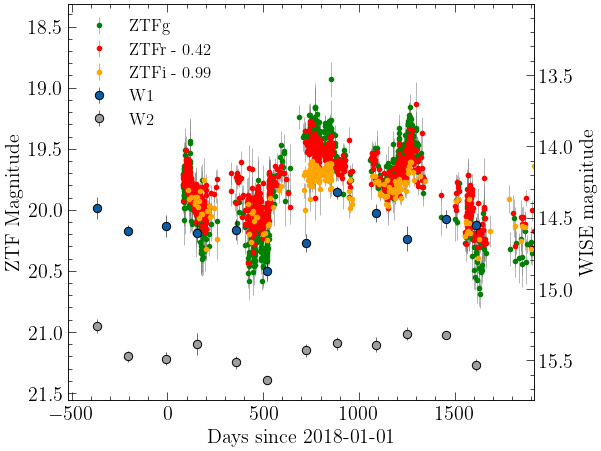 ZTFg
ZTFr - 0.42
ZTFi - 0.99
W1
W2
18.5
19.0
19.5
20.0
20.5
21.0
21.5
ZTF Magnitude
13.5
14.0
14.5
15.0
15.5
WISE magnitude
−500
0
500
1000
1500
Days since 2018-01-01